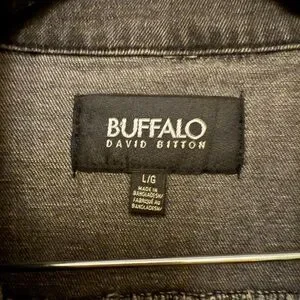 BUFFALO
DAVID BITTON
L/G
MADE IN
BANGLADESH/
FABRIQUÉ AU
BANGLADESH